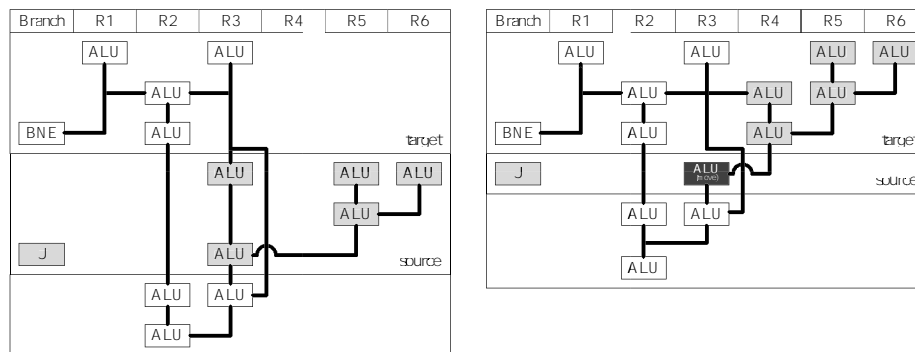 Branch R1 R2 R3 R4 R5 R6
ALU ALU
ALU
BNE ALU target
ALU ALU ALU
ALU
J ALU source
ALU ALU
ALU
Branch R1 R2 R3 R4 R5 R6
ALU ALU ALU ALU
ALU ALU ALU
BNE ALU ALU target
J ALU source
(move)
ALU ALU
ALU